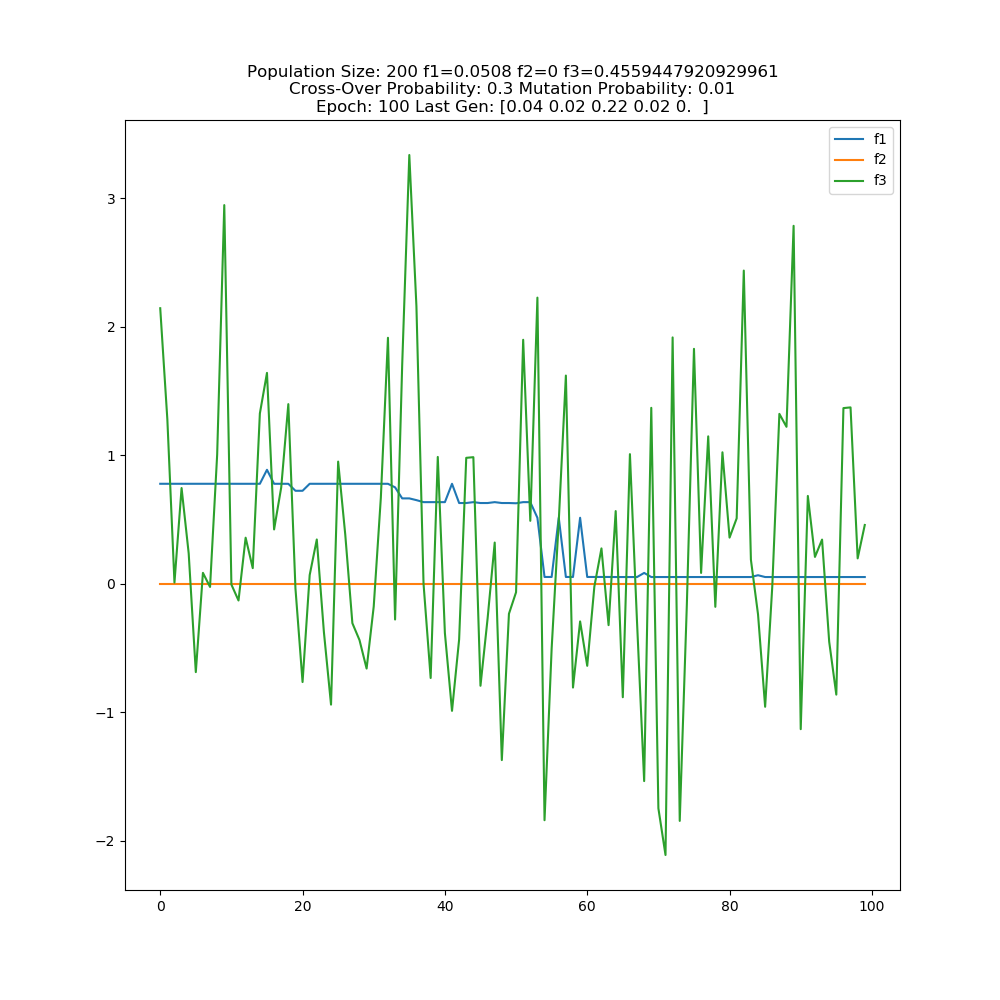 Population Size: 200 f1=0.0508 f2=0 f3=0.4559447920929961
Cross-Over Probability: 0.3 Mutation Probability: 0.01
Epoch: 100 Last Gen: [0.04 0.02 0.22 0.02 0.  ]
f1
f2
f3
3
2
1
0
−1
−2
0 20 40 60 80 100